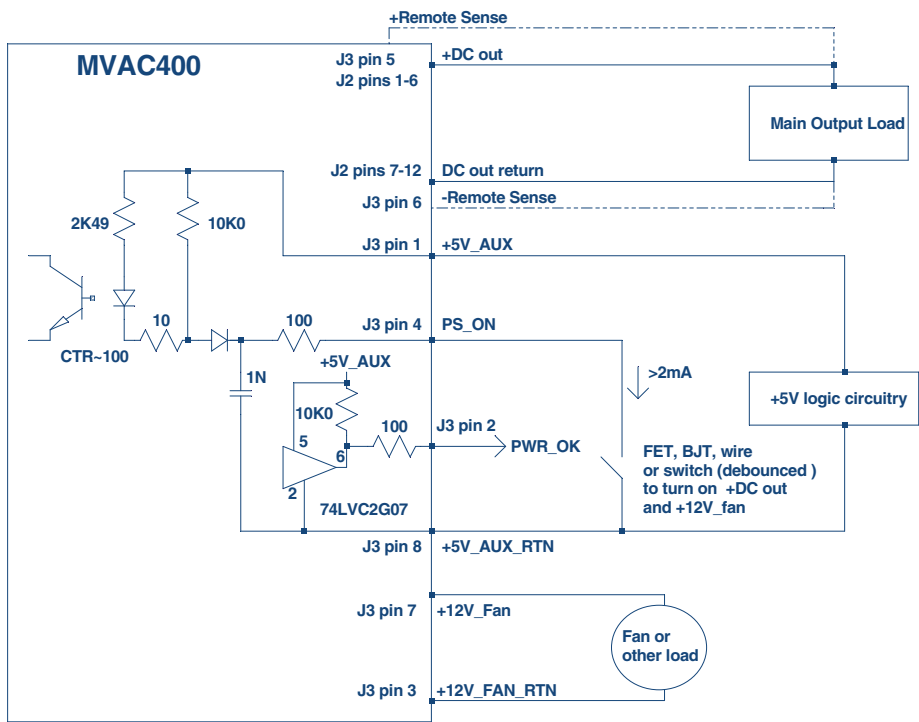 +Remote Sense
MVAC400
J3 pin 5
+DC out
J2 pins 1-6
Main Output Load
J2 pins 7-12
DC out return
J3 pin 6
-Remote Sense
2K49
10K0
J3 pin 1
+5V_AUX
10
100
J3 pin 4
PS_ON
CTR~100
+5V_AUX
1N
>2mA
10K0
+5V logic circuitry
5
100
J3 pin 2
6
PWR_OK
2
FET, BJT, wire
or switch (debounced )
to turn on +DC out
and +12V_fan
74LVC2G07
J3 pin 8
+5V_AUX_RTN
J3 pin 7
+12V_Fan
Fan or
other load
J3 pin 3
+12V_FAN_RTN